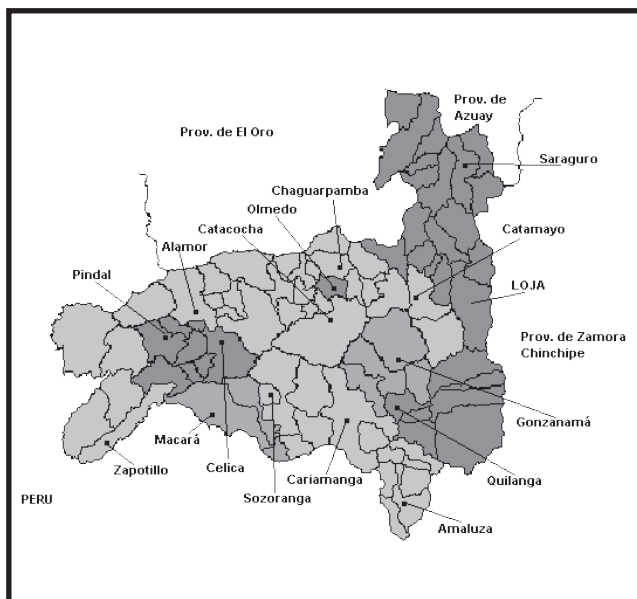 Prov. de
Azuay
Prov. de El Oro
Saraguro
Chaguarpamba
Olmedo
Catacocha
Catamayo
Alamor
Pindal
LOJA
Prov. de Zamora
Chinchipe
Gonzanamá
Macará
Zapotillo
Celica
Cariamanga
Quilanga
Sozoranga
PERU
Amaluza